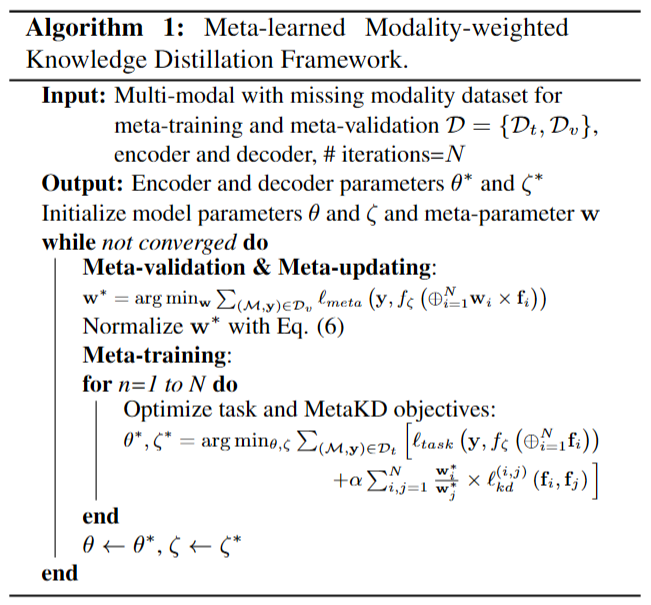 Algorithm 1: Meta-learned Modality-weighted
Knowledge Distillation Framework.
Input: Multi-modal with missing modality dataset for
meta-training and meta-validation $\mathcal{D} = \{\mathcal{D}_t, \mathcal{D}_v\}$,
encoder and decoder, # iterations=$N$
Output: Encoder and decoder parameters $\theta^*$ and $\zeta^*$
Initialize model parameters $\theta$ and $\zeta$ and meta-parameter $\mathbf{w}$
while not converged do
Meta-validation & Meta-updating:
$\mathbf{w}^* = \arg\min_{\mathbf{w}} \sum_{(\mathcal{M},\mathbf{y})\in\mathcal{D}_v} \ell_{meta}\left(\mathbf{y}, f_\zeta\left(\oplus_{i=1}^{N} \mathbf{w}_i \times \mathbf{f}_i\right)\right)$
Normalize $\mathbf{w}^*$ with Eq. (6)
Meta-training:
for n=1 to N do
Optimize task and MetaKD objectives:
$\theta^*, \zeta^* = \arg\min_{\theta,\zeta} \sum_{(\mathcal{M},\mathbf{y})\in\mathcal{D}_t} \Big[ \ell_{task}\left(\mathbf{y}, f_\zeta\left(\oplus_{i=1}^{N} \mathbf{f}_i\right)\right)$
$+\alpha \sum_{i,j=1}^{N} \frac{\mathbf{w}_i^*}{\mathbf{w}_j^*} \times \ell_{kd}^{(i,j)}\left(\mathbf{f}_i, \mathbf{f}_j\right) \Big]$
end
$\theta \leftarrow \theta^*, \zeta \leftarrow \zeta^*$
end